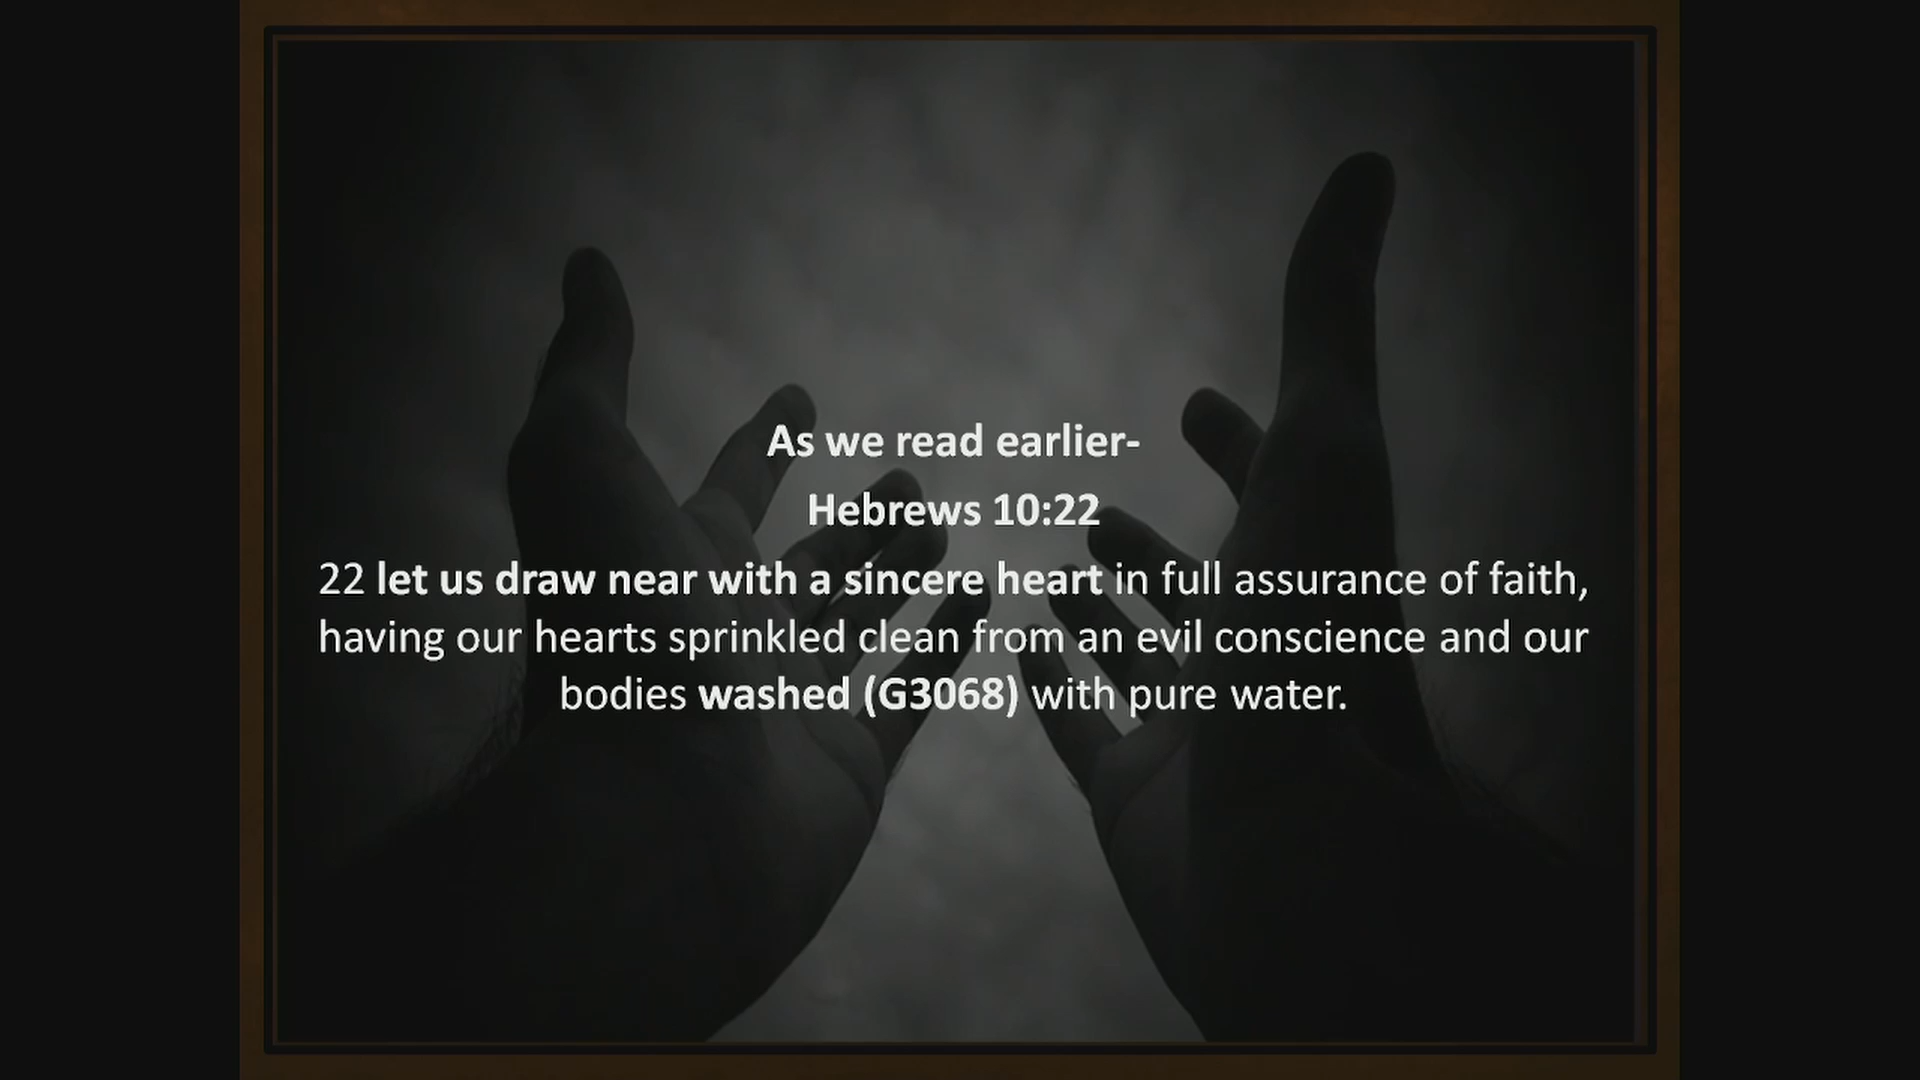 As we read earlier-
Hebrews 10:22
22 let us draw near with a sincere heart in full assurance of faith,
having our hearts sprinkled clean from an evil conscience and our
bodies washed (G3068) with pure water.